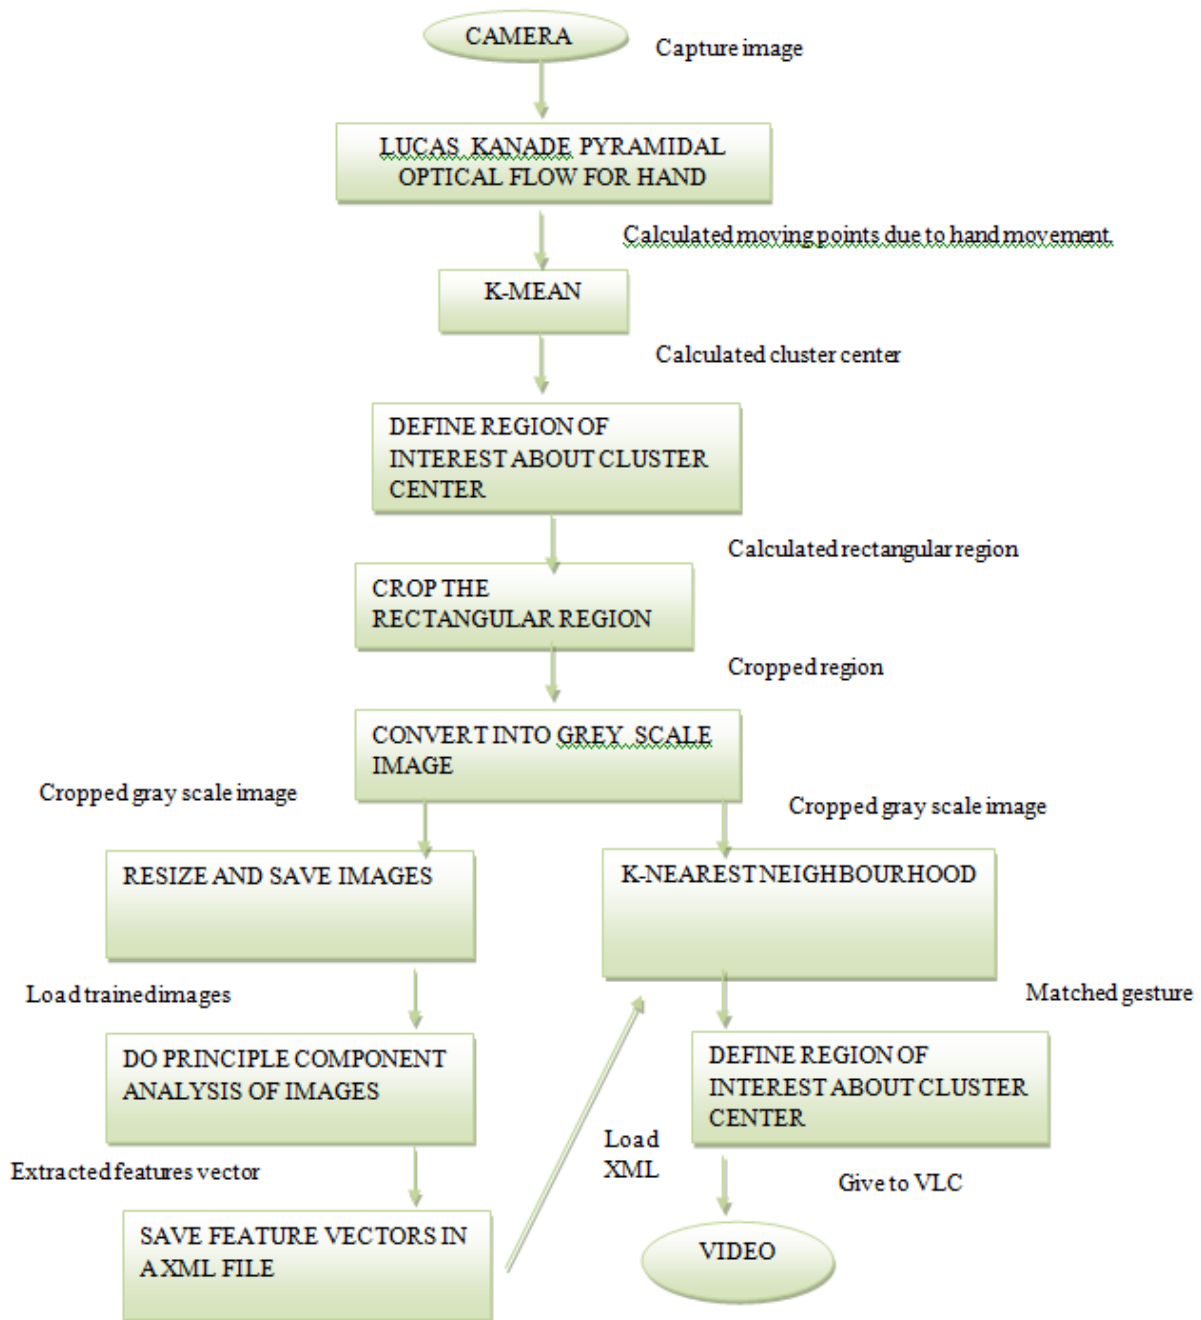 CAMERA
Capture image
LUCAS KANADE PYRAMIDAL
OPTICAL FLOW FOR HAND
Calculated moving points due to hand movement.
K-MEAN
Calculated cluster center
DEFINE REGION OF
INTEREST ABOUT CLUSTER
CENTER
Calculated rectangular region
CROP THE
RECTANGULAR REGION
Cropped region
CONVERT INTO GREY SCALE
IMAGE
Cropped gray scale image
Cropped gray scale image
RESIZE AND SAVE IMAGES
K-NEAREST NEIGHBOURHOOD
Load trained images
Matched gesture
DO PRINCIPLE COMPONENT
ANALYSIS OF IMAGES
DEFINE REGION OF
INTEREST ABOUT CLUSTER
CENTER
Extracted features vector
Load
XML
Give to VLC
SAVE FEATURE VECTORS IN
A XML FILE
VIDEO